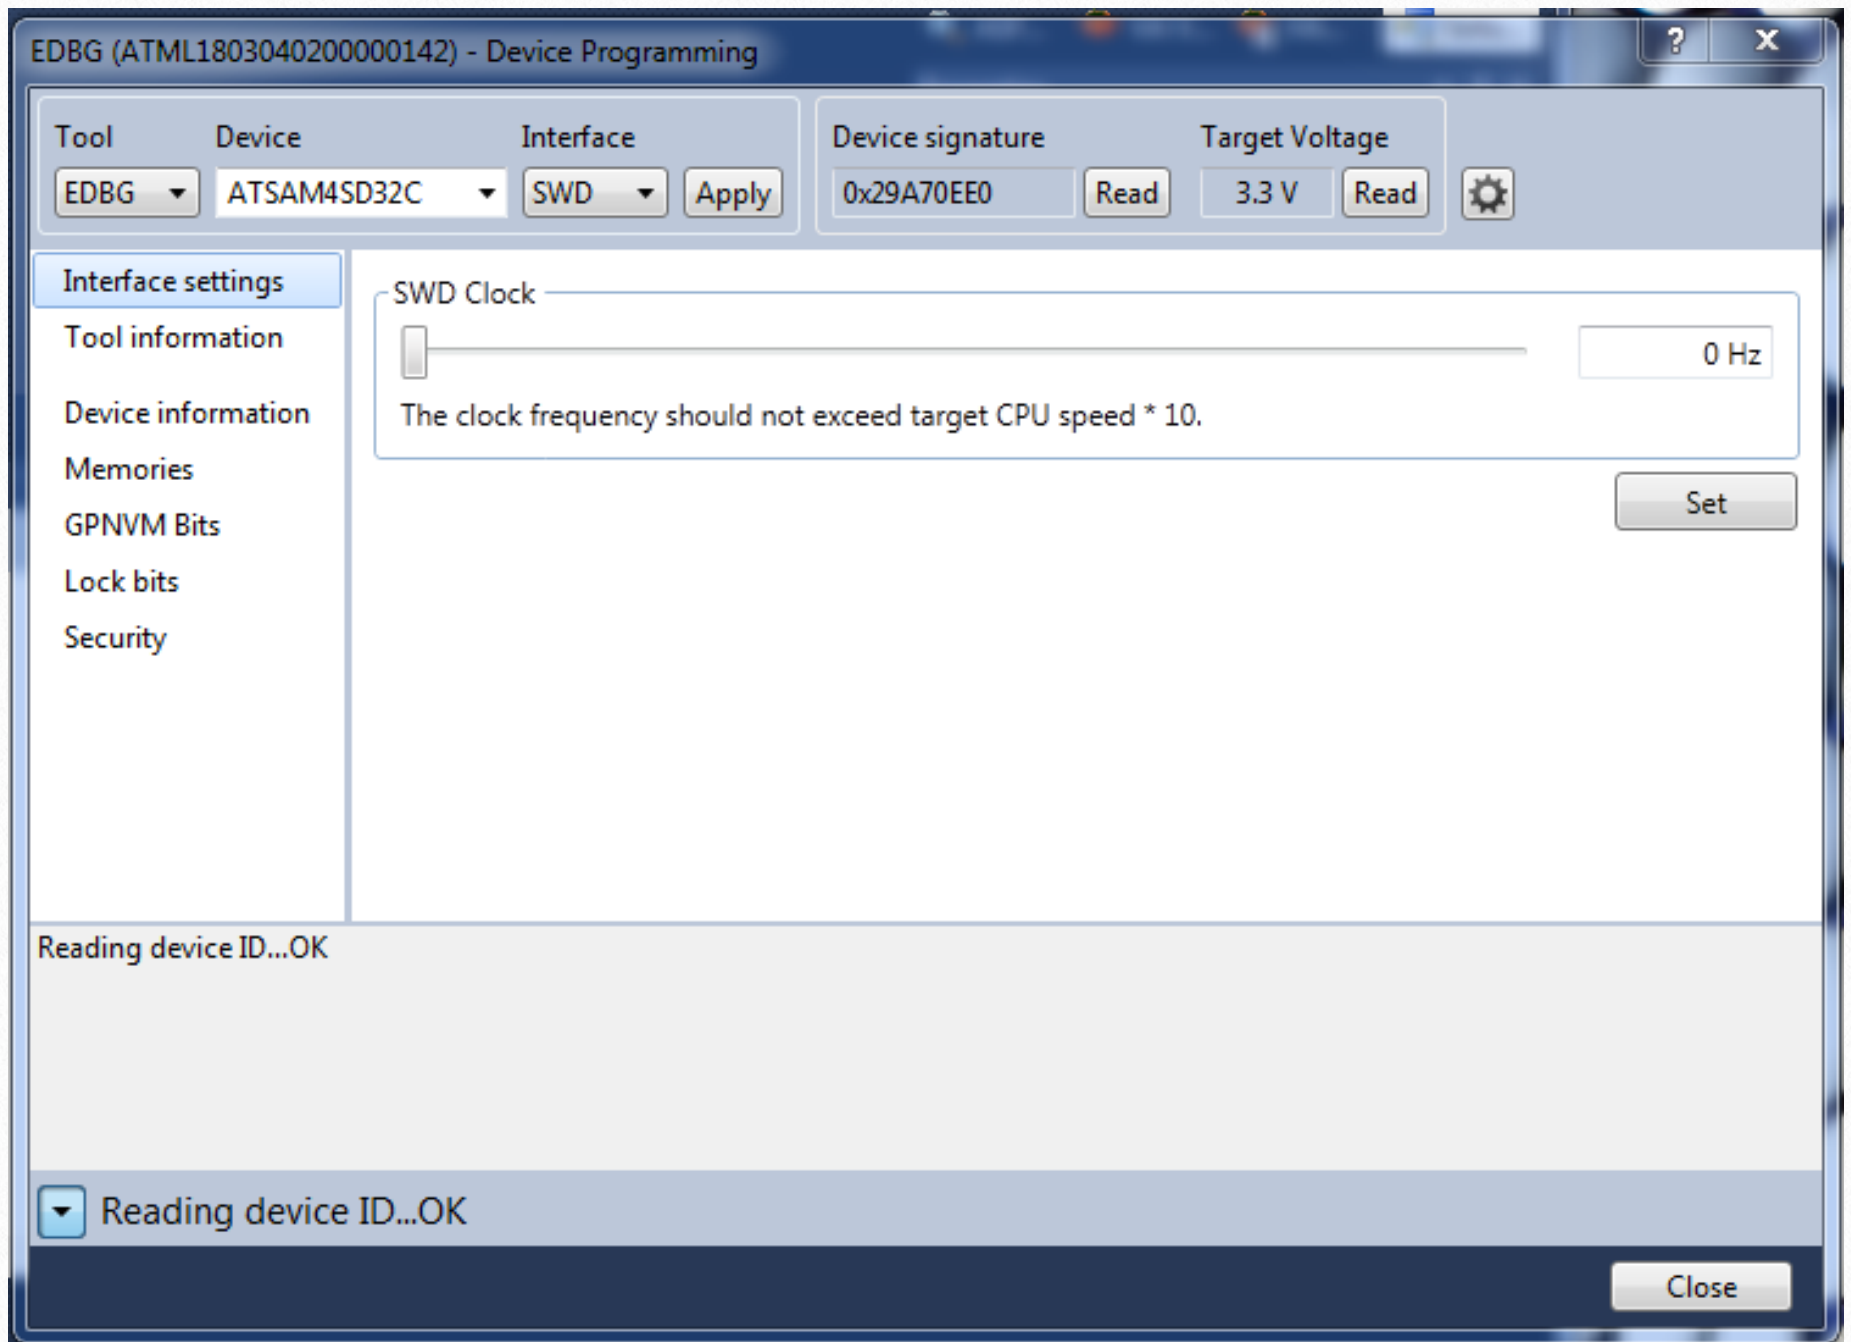 EDBG (ATML1803040200000142) - Device Programming
?
x
Tool
Device
Interface
Device signature
Target Voltage
EDBG
ATSAM4SD32C
SWD
Apply
0x29A70EE0
Read
3.3 V
Read
Interface settings
Tool information
Device information
Memories
GPNVM Bits
Lock bits
Security
SWD Clock
0 Hz
The clock frequency should not exceed target CPU speed * 10.
Set
Reading device ID...OK
Reading device ID...OK
Close